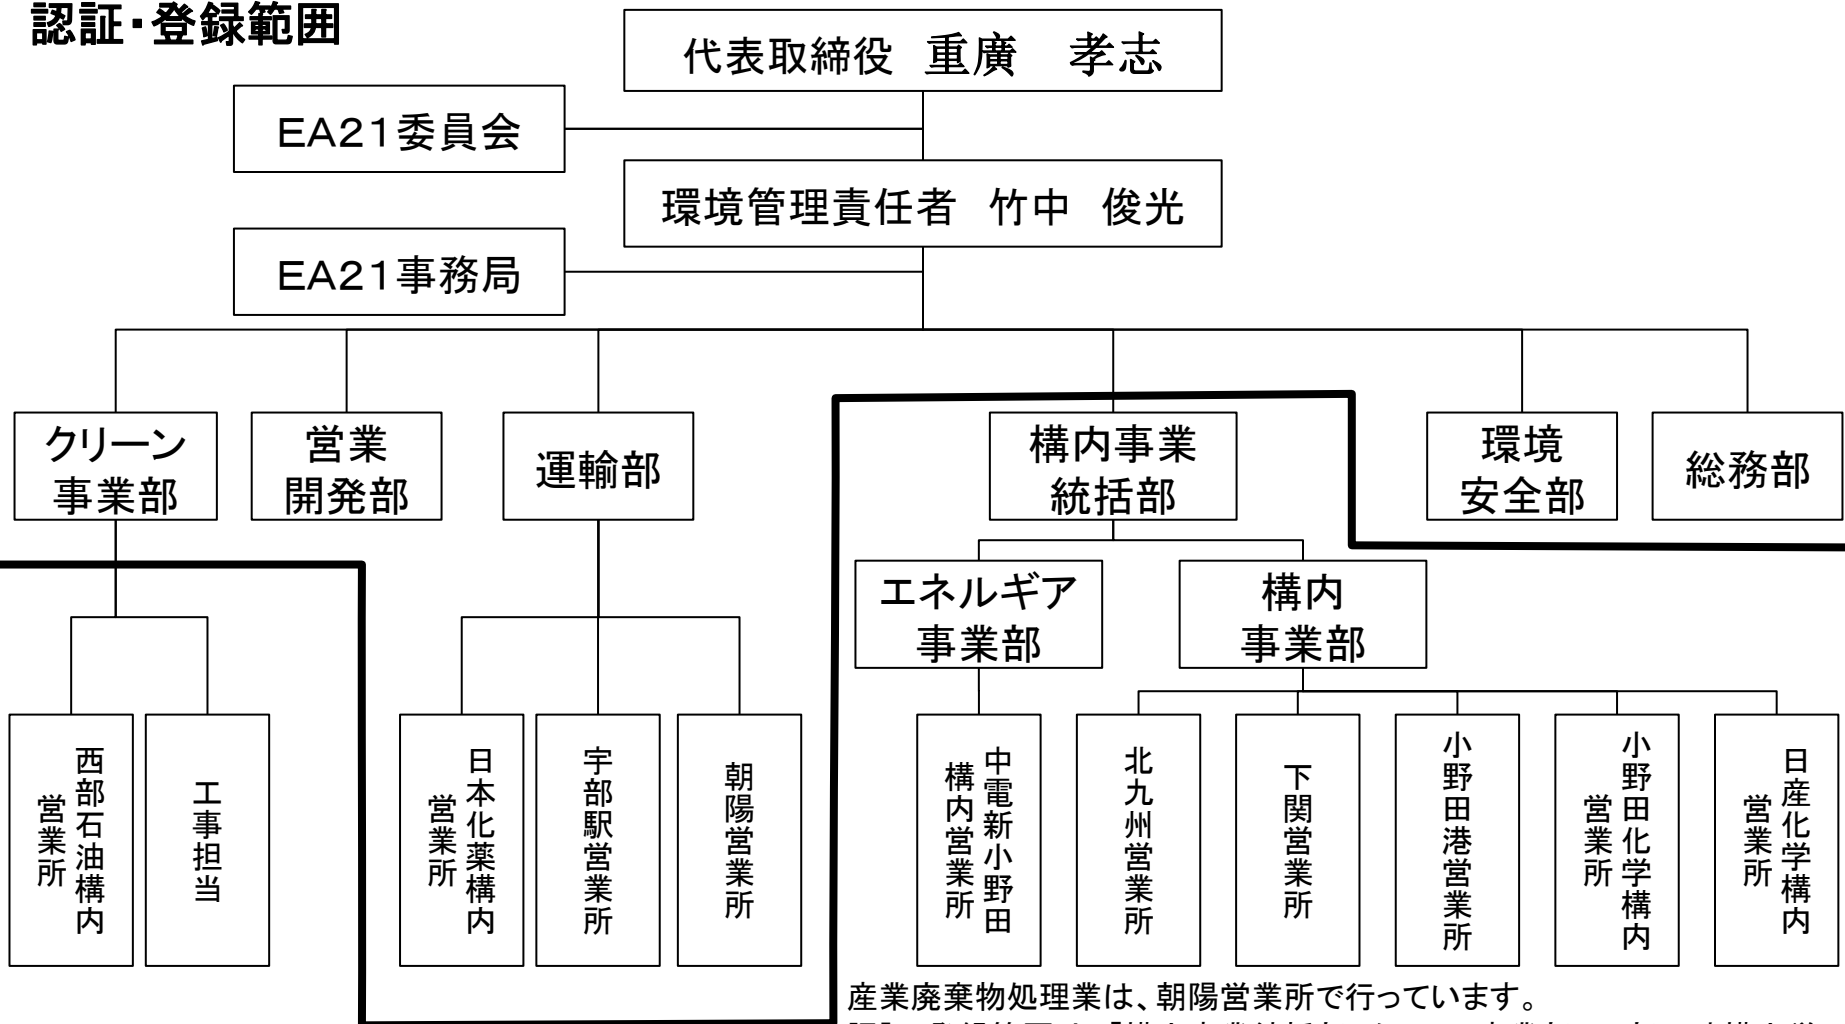 認証・登録範囲
代表取締役 重廣 孝志
EA21委員会
環境管理責任者 竹中 俊光
EA21事務局
クリーン
事業部
営業
開発部
運輸部
構内事業
統括部
環境
安全部
総務部
エネルギア
事業部
構内
事業部
西部石油構内
営業所
工事担当
日本化薬構内
営業所
宇部駅営業所
朝陽営業所
中電新小野田
構内営業所
北九州営業所
下関営業所
小野田港営業所
小野田化学構内
営業所
日産化学構内
営業所
産業廃棄物処理業は、朝陽営業所で行っています。